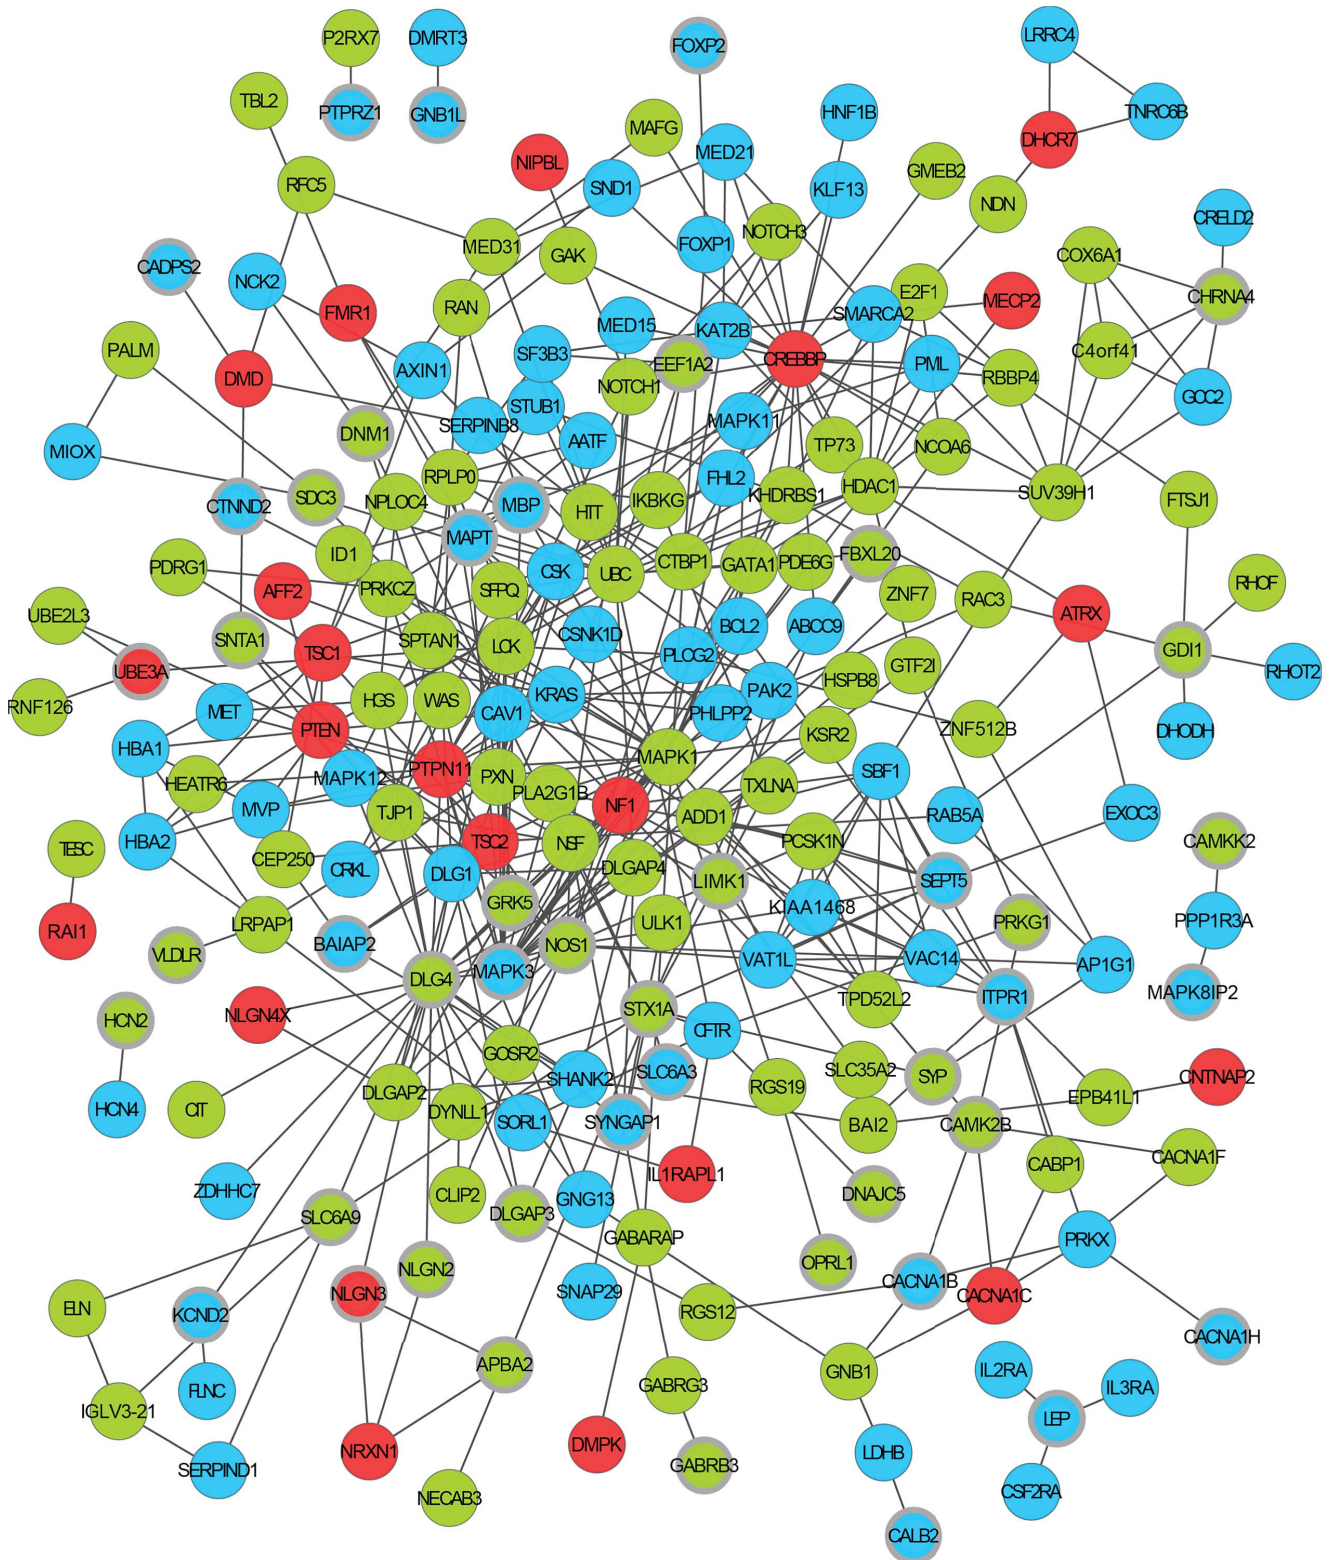 P2RX7
DMRT3
FOXP2
LRRC4
TBL2
PTPRZ1
GNB1L
HNF1B
TNRC6B
MAFG
DHCR7
NIPBL
MED21
GMEB2
RFC5
SND1
KLF13
NDN
CRELD2
MED31
FOXP1
NOTCH3
COX6A1
GAK
CADPS2
NCK2
E2F1
CHRNA4
RAN
MECP2
FMR1
MED15
KAT2B
SMARCA2
PALM
SF3B3
EEF1A2
CREBBP
C4orf41
DMD
AXIN1
NOTCH1
PML
RBBP4
GCC2
STUB1
MAPK11
DNM1
SERPINB8
AATF
TP73
NCOA6
MIOX
RPLP0
FHL2
SDC3
NPLOC4
MBP
IKBKG
KHDRBS1
HDAC1
SUV39H1
FTSJ1
CTNND2
HTT
MAPT
ID1
FBXL20
PDRG1
CSK
UBC
CTBP1
GATA1
PDE6G
RHOF
AFF2
PRKCZ
SFPQ
ZNF7
RAC3
UBE2L3
ATRX
SNTA1
SPTAN1
CSNK1D
BCL2
ABCC9
TSC1
LCK
PLCG2
GDI1
UBE3A
HSPB8
GTF2I
RHOT2
RNF126
MET
HGS
WAS
CAV1
KRAS
PHLPP2
PAK2
PTEN
ZNF512B
KSR2
DHODH
HBA1
MAPK1
HEATR6
MAPK12
PTPN11
PXN
PLA2G1B
TXLNA
SBF1
MVP
TJP1
NF1
ADD1
RAB5A
EXOC3
HBA2
TSC2
NSF
PCSK1N
TESC
CEP250
CRKL
DLG1
DLGAP4
LIMK1
SEPT5
CAMKK2
GRK5
KIAA1468
RAI1
LRPAP1
ULK1
PRKG1
PPP1R3A
BAIAP2
NOS1
VLDLR
DLG4
MAPK3
VAT1L
VAC14
AP1G1
ITPR1
MAPK8IP2
HCN2
NLGN4X
STX1A
TPD52L2
CFTR
GOSR2
SLC6A3
SLC35A2
SYP
CNTNAP2
HCN4
CIT
DLGAP2
SHANK2
RGS19
EPB41L1
DYNLL1
SORL1
SYNGAP1
BAI2
CAMK2B
CABP1
CACNA1F
IL1RAPL1
ZDHHC7
CLIP2
GNG13
DNAJC5
SLC6A9
DLGAP3
GABARAP
PRKX
OPRL1
NLGN2
ELN
KCND2
NLGN3
SNAP29
CACNA1B
CACNA1C
RGS12
CACNA1H
APBA2
GNB1
IL2RA
FLNC
GABRG3
IL3RA
IGLV3-21
LEP
NRXN1
DMPK
LDHB
SERPIND1
GABRB3
CSF2RA
NECAB3
CALB2